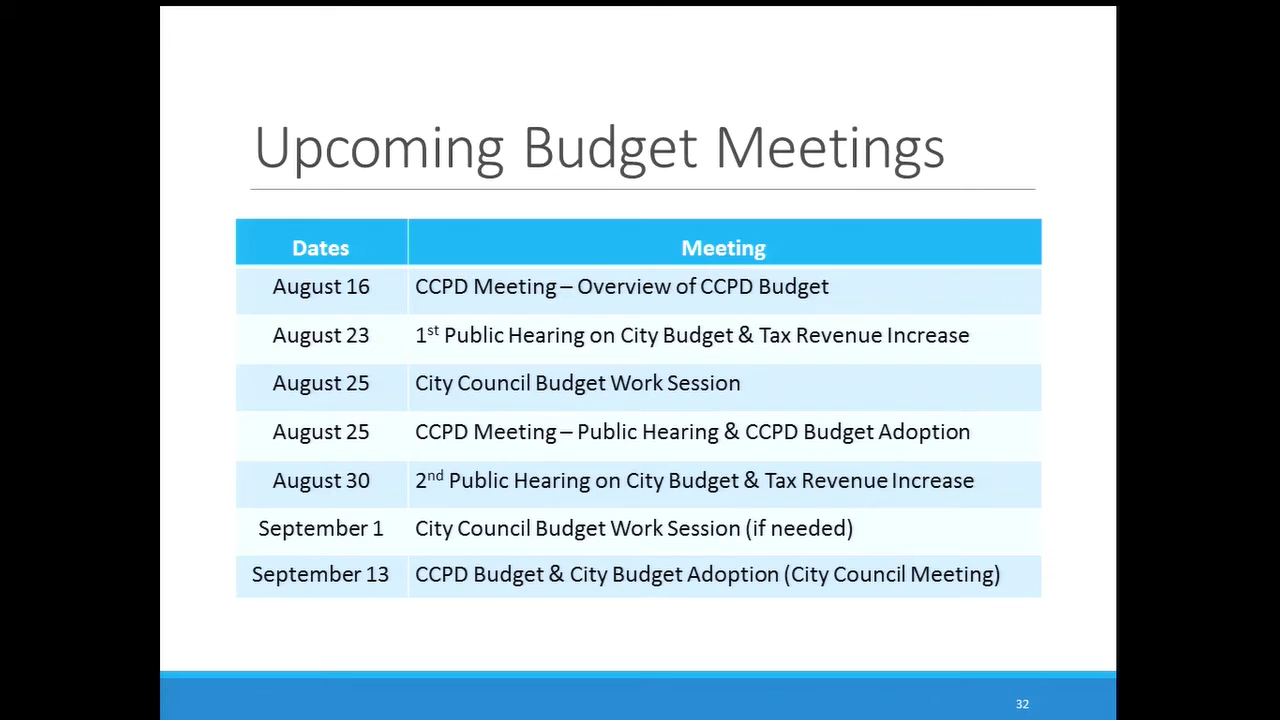 Upcoming Budget Meetings
Dates Meeting
August 16 CCPD Meeting – Overview of CCPD Budget
August 23 1st Public Hearing on City Budget & Tax Revenue Increase
August 25 City Council Budget Work Session
August 25 CCPD Meeting – Public Hearing & CCPD Budget Adoption
August 30 2nd Public Hearing on City Budget & Tax Revenue Increase
September 1 City Council Budget Work Session (if needed)
September 13 CCPD Budget & City Budget Adoption (City Council Meeting)
32